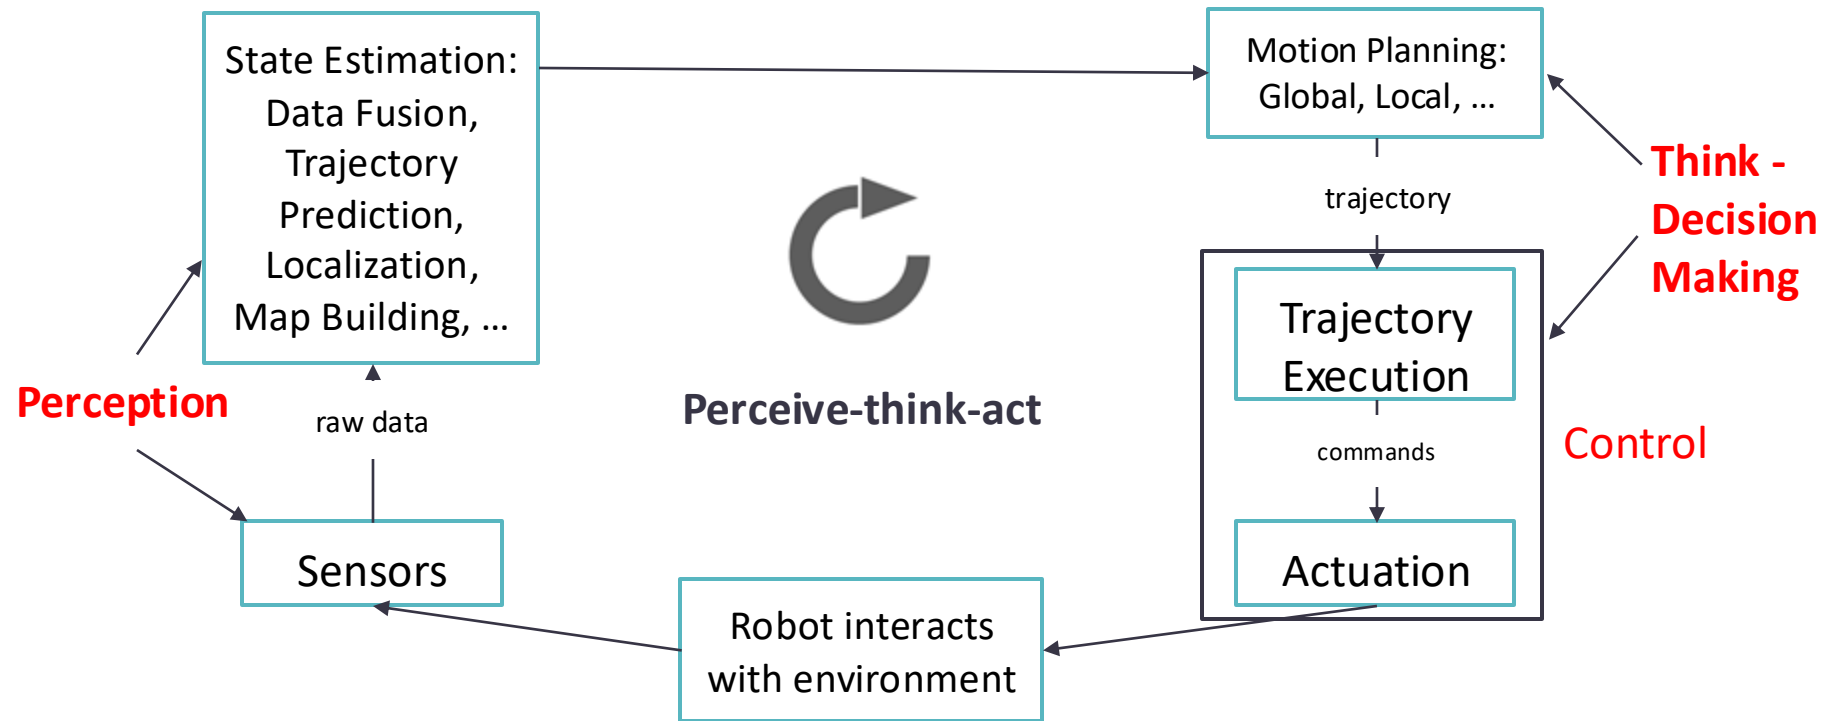 State Estimation:
Data Fusion,
Trajectory
Prediction,
Localization,
Map Building, ...
Motion Planning:
Global, Local, ...
Think -
Decision
Making
trajectory
Trajectory
Execution
Perception
raw data
Perceive-think-act
commands
Control
Sensors
Actuation
Robot interacts
with environment